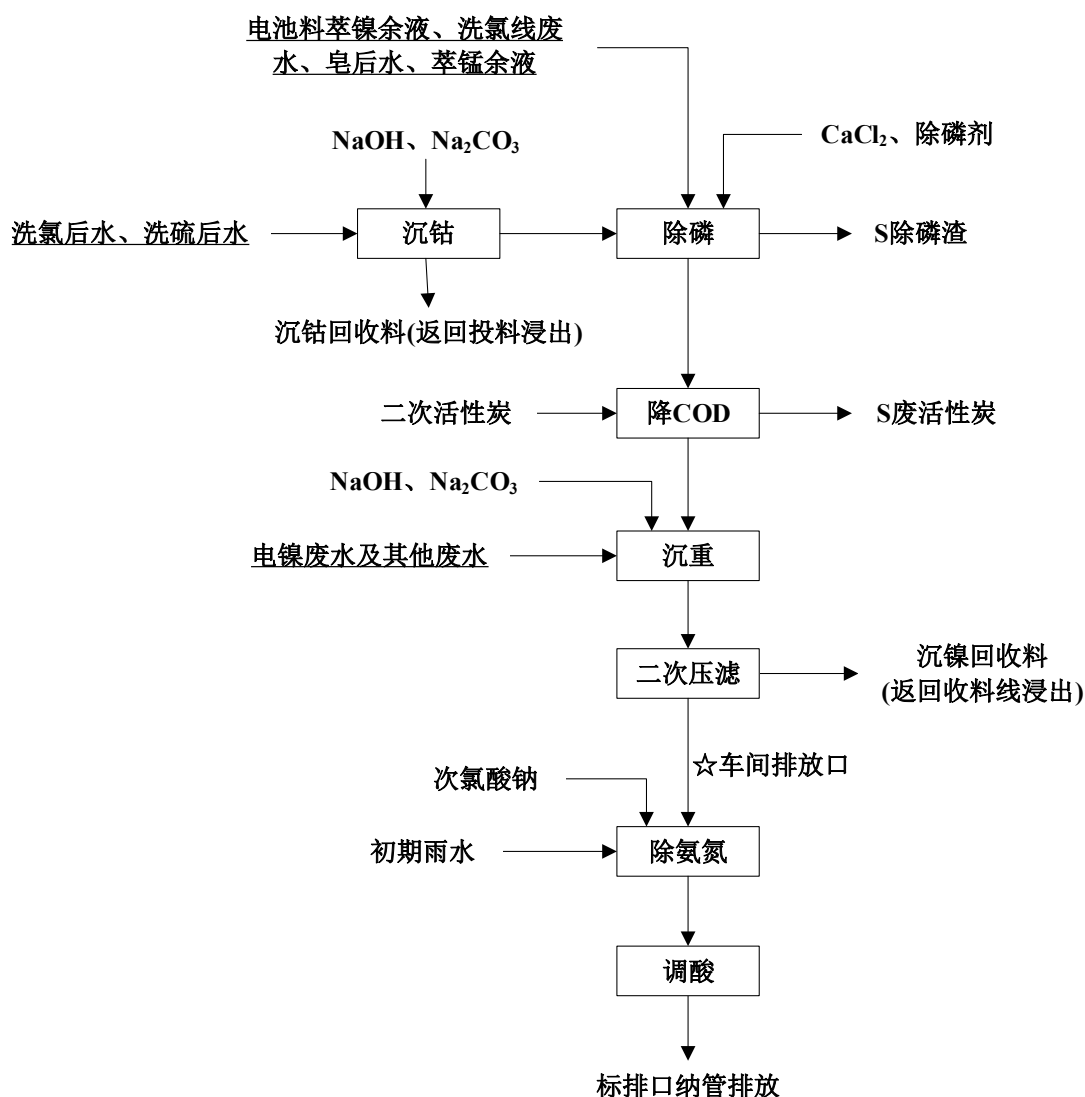 电池料萃镍余液、洗氯线废
水、皂后水、萃锰余液
NaOH、Na₂CO₃
CaCl₂、除磷剂
洗氯后水、洗硫后水
沉钴
除磷
S除磷渣
沉钴回收料(返回投料浸出)
二次活性炭
降COD
S废活性炭
NaOH、Na₂CO₃
电镍废水及其他废水
沉重
二次压滤
沉镍回收料
(返回收料线浸出)
☆车间排放口
次氯酸钠
初期雨水
除氨氮
调酸
标排口纳管排放